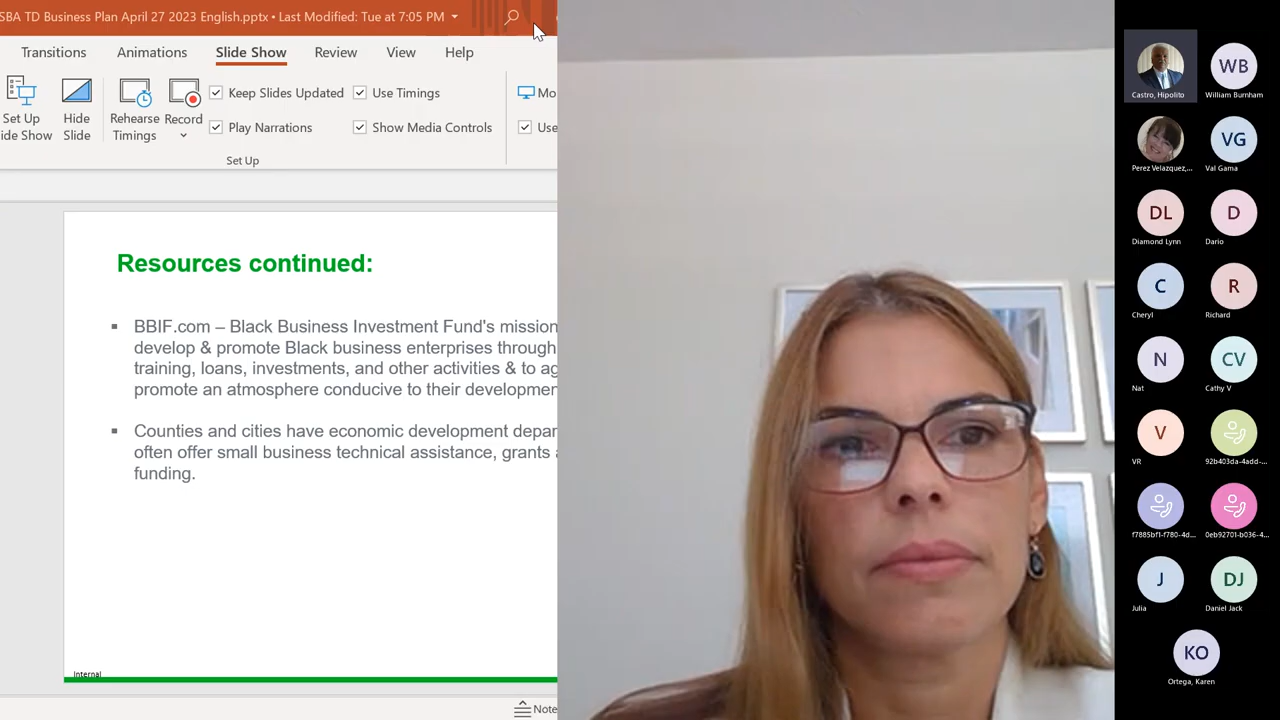 SBA TD Business Plan April 27 2023 English.pptx • Last Modified: Tue at 7:05 PM
Transitions Animations Slide Show Review View Help
Set Up
ide Show
Hide
Slide
Rehearse
Timings
Record
Keep Slides Updated
Use Timings
Mo
Play Narrations
Show Media Controls
Use
Set Up
Resources continued:
▪ BBIF.com – Black Business Investment Fund's mission
develop & promote Black business enterprises through
training, loans, investments, and other activities & to ag
promote an atmosphere conducive to their developmen
▪ Counties and cities have economic development depar
often offer small business technical assistance, grants a
funding.
Internal
Note
Castro, Hipolito
WB
William Burnham
Perez Velazquez,...
VG
Val Gama
DL
Diamond Lynn
D
Dario
C
Cheryl
R
Richard
N
Nat
CV
Cathy V
V
VR
92b403da-4add-...
f7885bf1-f780-4d...
0eb92701-b036-4...
J
Julia
DJ
Daniel Jack
KO
Ortega, Karen